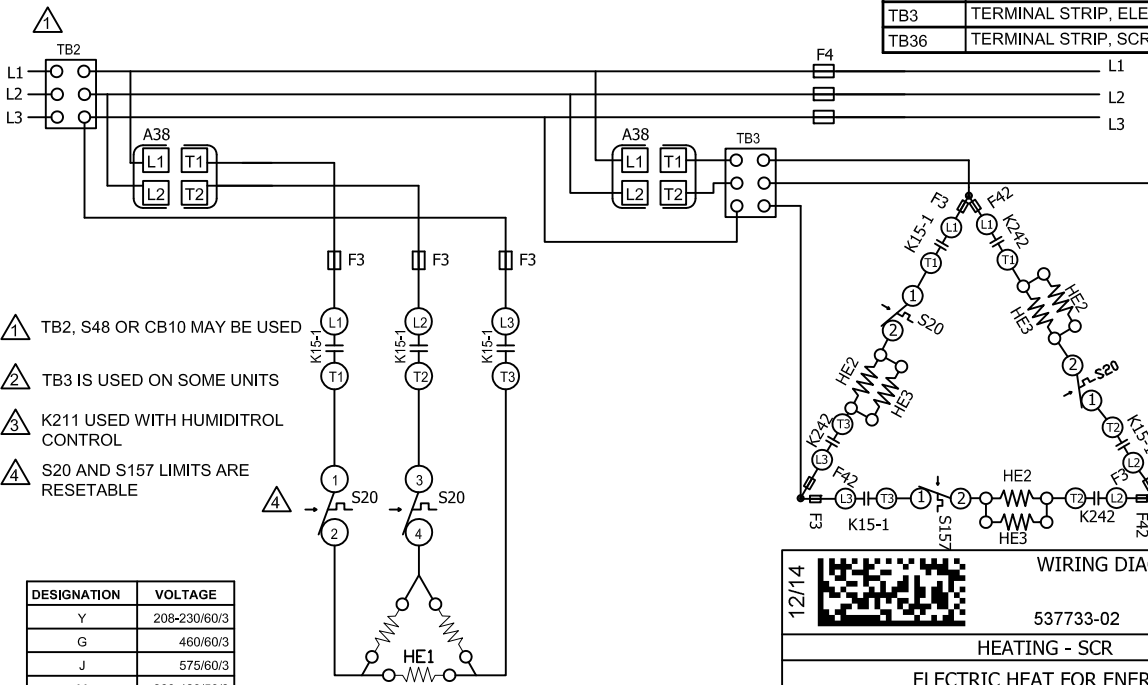 TB3 TERMINAL STRIP, ELE
TB36 TERMINAL STRIP, SCR
1
TB2
F4
L1 L1
L2 L2
L3 L3
A38 A38 TB3
L1 T1 L1 T1
L2 T2 L2 T2
F3 F42
K15-1 L1 L1 K242
T1 T1
F3 F3 F3
1 S20 HE2
2 HE3
1 TB2, S48 OR CB10 MAY BE USED
L1 L2 L3
K15-1 K15-1 K15-1
T1 T2 T3
2 TB3 IS USED ON SOME UNITS
HE2 HE3
2 S20
1
3 K211 USED WITH HUMIDITROL
CONTROL
K242 T3 T2 K15-1
L3 F42 L2 F3
4 S20 AND S157 LIMITS ARE
RESETABLE
4
1 S20 3 S20
2 4
HE2
F3 L3 T3 1 2 T2 L2 F42
K15-1 S157 HE3 K242
12/14
WIRING DIA
537733-02
HEATING - SCR
ELECTRIC HEAT FOR ENER
DESIGNATION VOLTAGE
Y 208-230/60/3
G 460/60/3
J 575/60/3
HE1